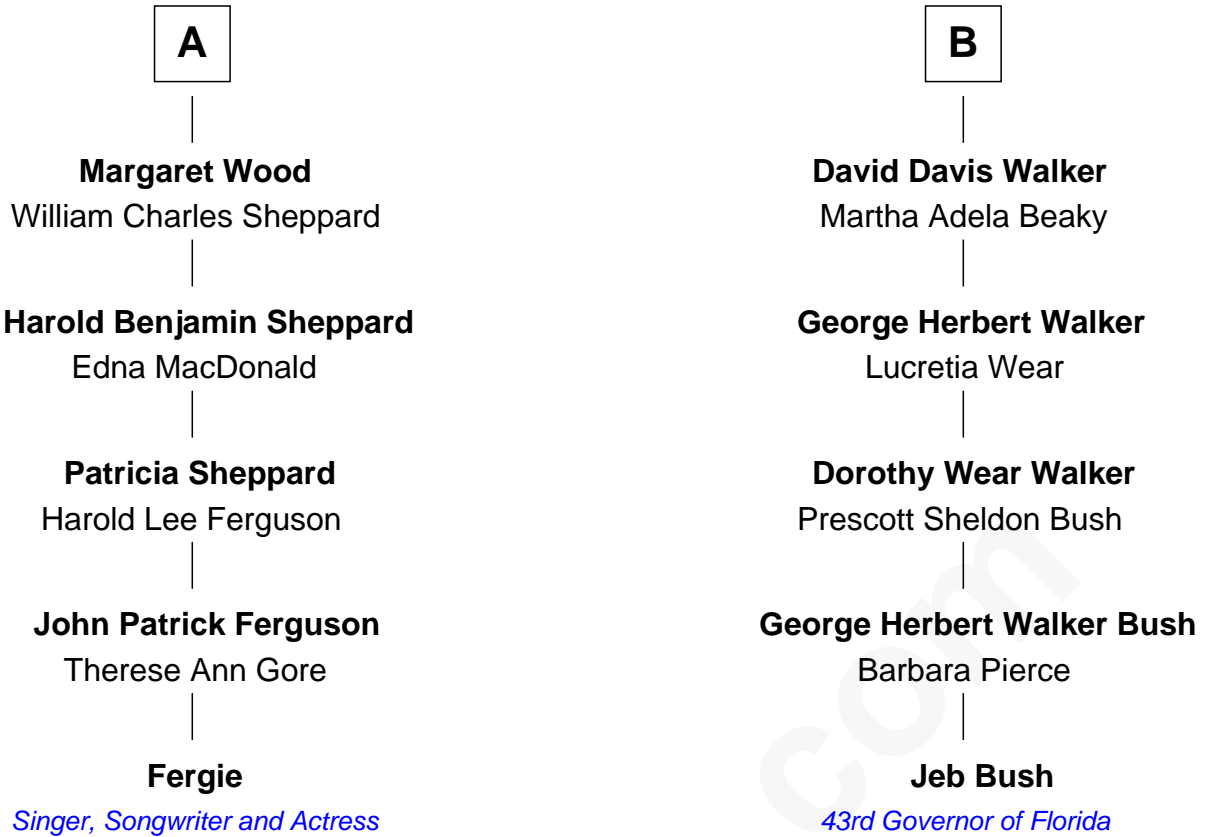 A
Margaret Wood
William Charles Sheppard
Harold Benjamin Sheppard
Edna MacDonald
Patricia Sheppard
Harold Lee Ferguson
John Patrick Ferguson
Therese Ann Gore
Fergie
Singer, Songwriter and Actress
B
David Davis Walker
Martha Adela Beaky
George Herbert Walker
Lucretia Wear
Dorothy Wear Walker
Prescott Sheldon Bush
George Herbert Walker Bush
Barbara Pierce
Jeb Bush
43rd Governor of Florida
com